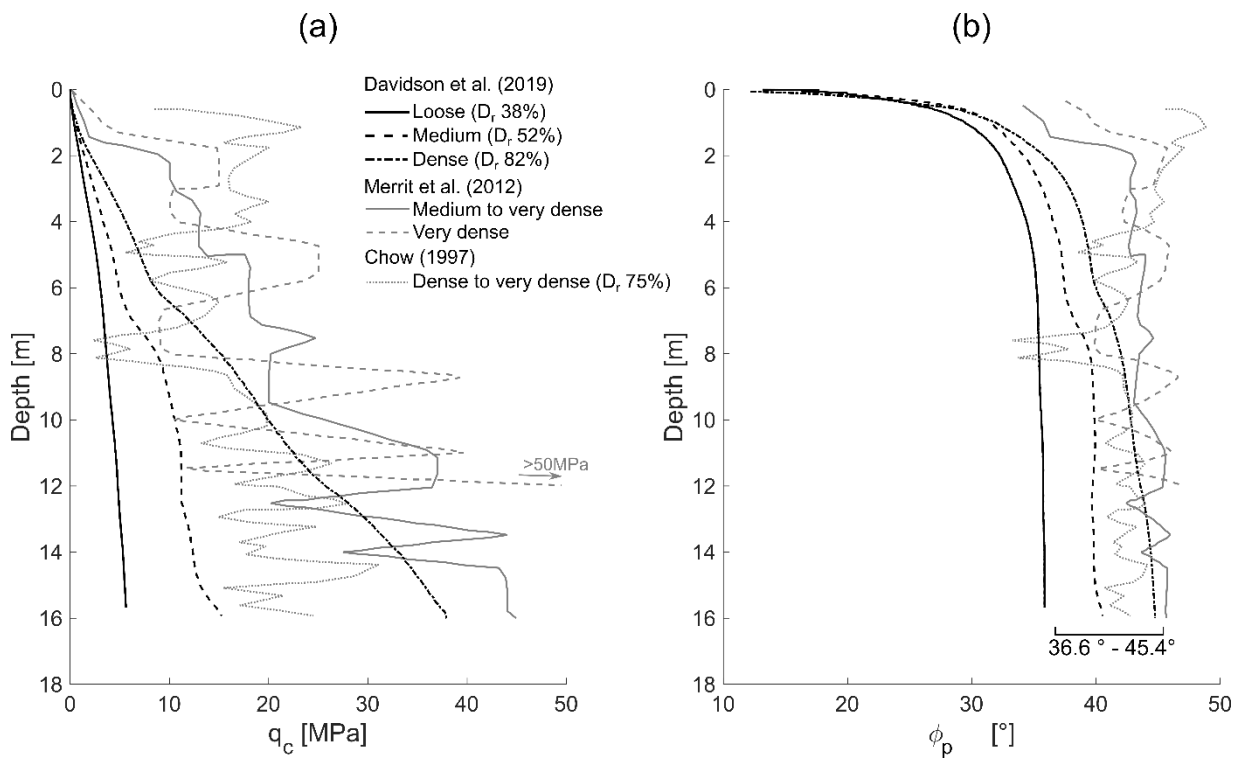 (a)
Davidson et al. (2019)
Loose (D_r 38%)
Medium (D_r 52%)
Dense (D_r 82%)
Merrit et al. (2012)
Medium to very dense
Very dense
Chow (1997)
Dense to very dense (D_r 75%)
>50MPa
0
2
4
6
8
10
12
14
16
18
Depth [m]
0 10 20 30 40 50
q_c [MPa]
(b)
0
2
4
6
8
10
12
14
16
18
Depth [m]
36.6 ° - 45.4°
10 20 30 40 50
ϕ_p [°]